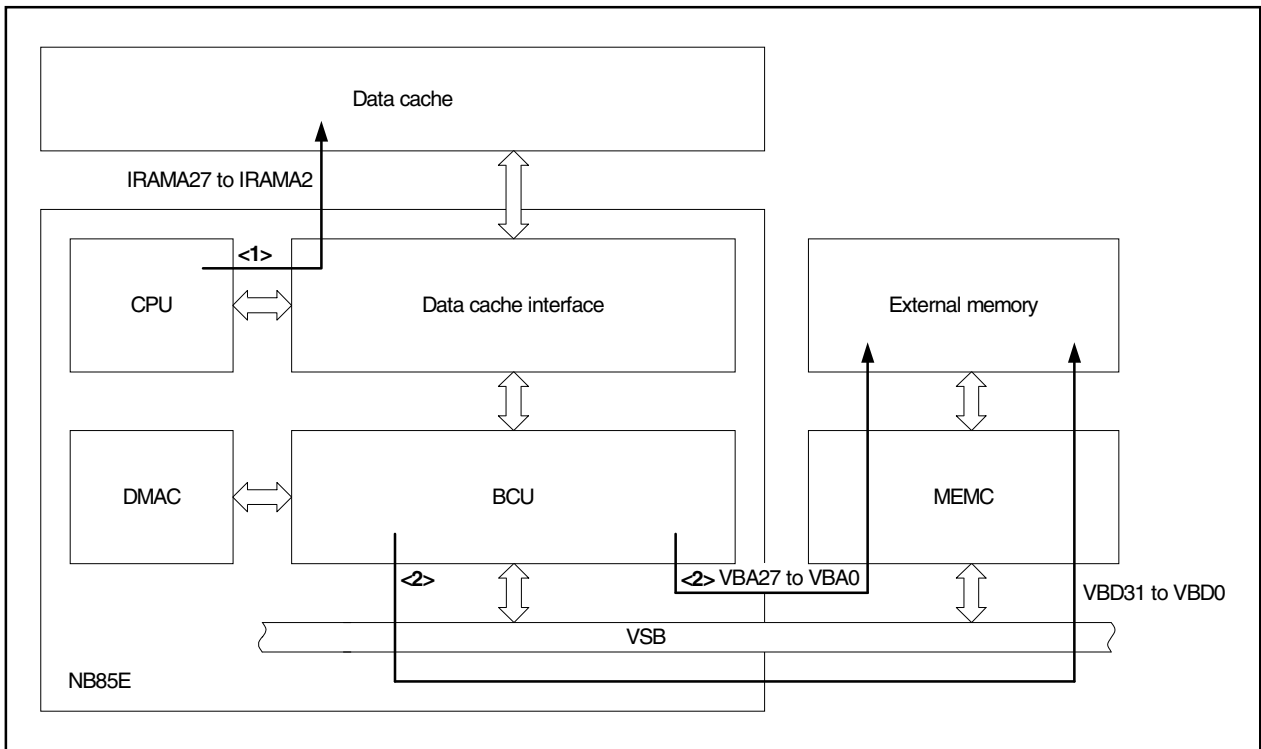 Data cache
IRAMA27 to IRAMA2
<1>
CPU
Data cache interface
External memory
DMAC
BCU
MEMC
<2>
<2> VBA27 to VBA0
VBD31 to VBD0
VSB
NB85E